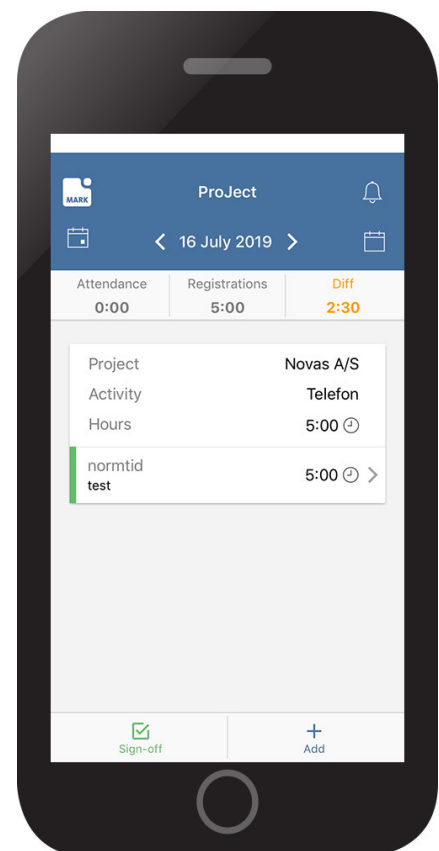 MARK
ProJect
16 July 2019
Attendance Registrations Diff
0:00 5:00 2:30
Project Novas A/S
Activity Telefon
Hours 5:00
normtid 5:00
test
Sign-off Add